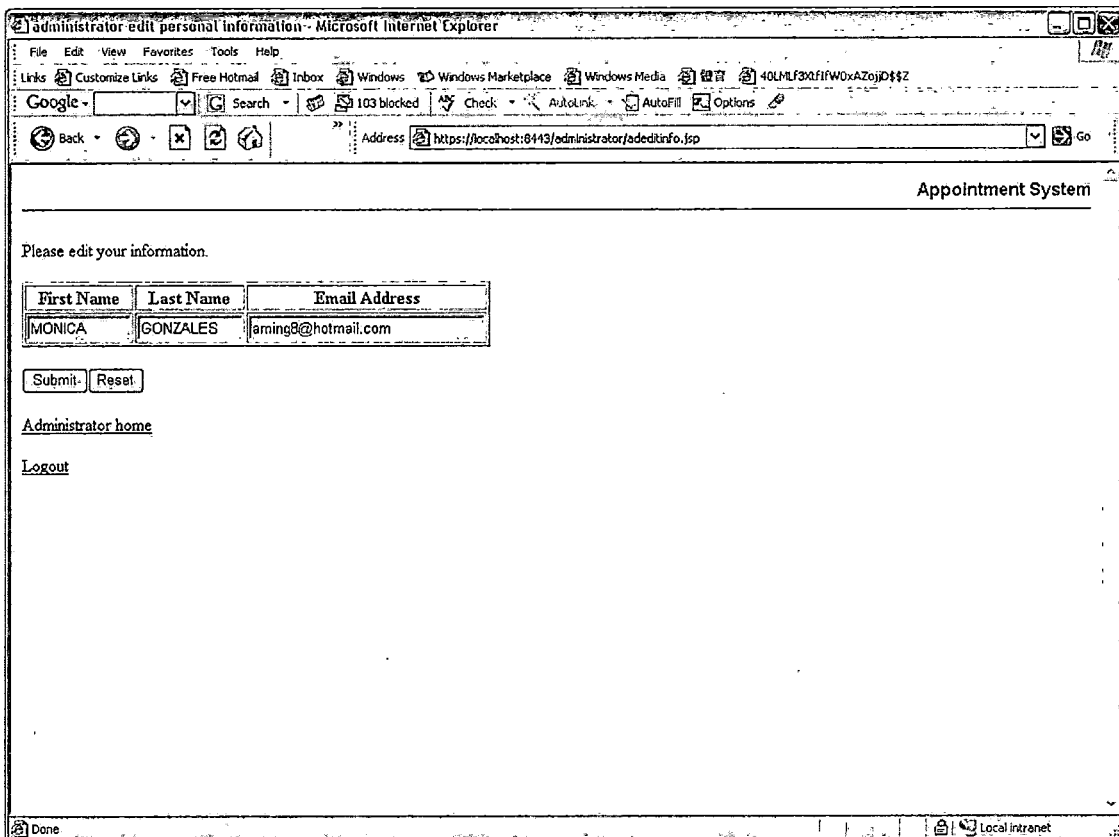 administrator edit personal information - Microsoft Internet Explorer
File Edit View Favorites Tools Help
Links Customize Links Free Hotmail Inbox Windows Windows Marketplace Windows Media
Google Search 103 blocked Check AutoLink AutoFill Options
Back Address https://localhost:8443/administrator/adeditinfo.jsp Go
Appointment System
Please edit your information.
First Name Last Name Email Address
MONICA GONZALES aming8@hotmail.com
Submit Reset
Administrator home
Logout
Done Local intranet